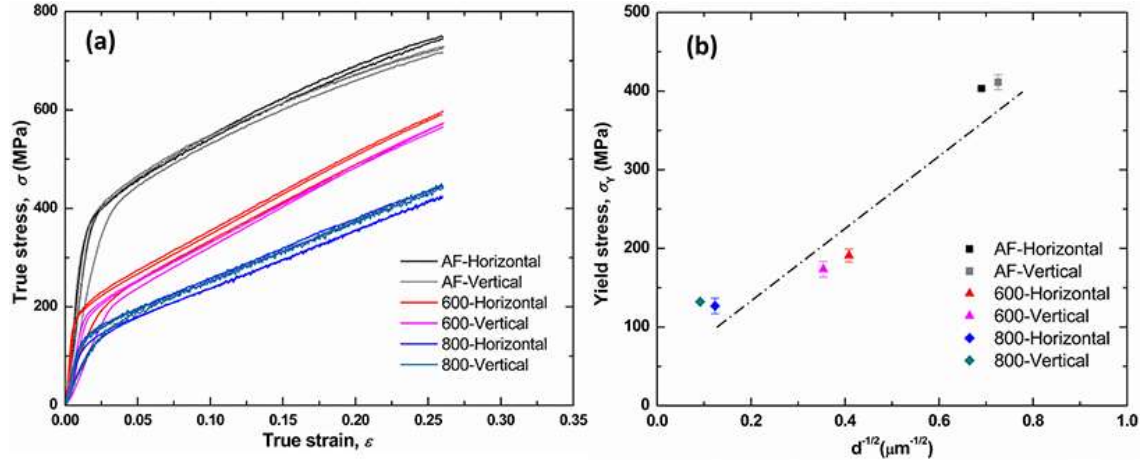 (a)
True stress, σ (MPa)
800
600
400
200
0
0.00 0.05 0.10 0.15 0.20 0.25 0.30 0.35
True strain, ε
AF-Horizontal
AF-Vertical
600-Horizontal
600-Vertical
800-Horizontal
800-Vertical
(b)
Yield stress, σY (MPa)
500
400
300
200
100
0
0.0 0.2 0.4 0.6 0.8 1.0
d-1/2(μm-1/2)
AF-Horizontal
AF-Vertical
600-Horizontal
600-Vertical
800-Horizontal
800-Vertical